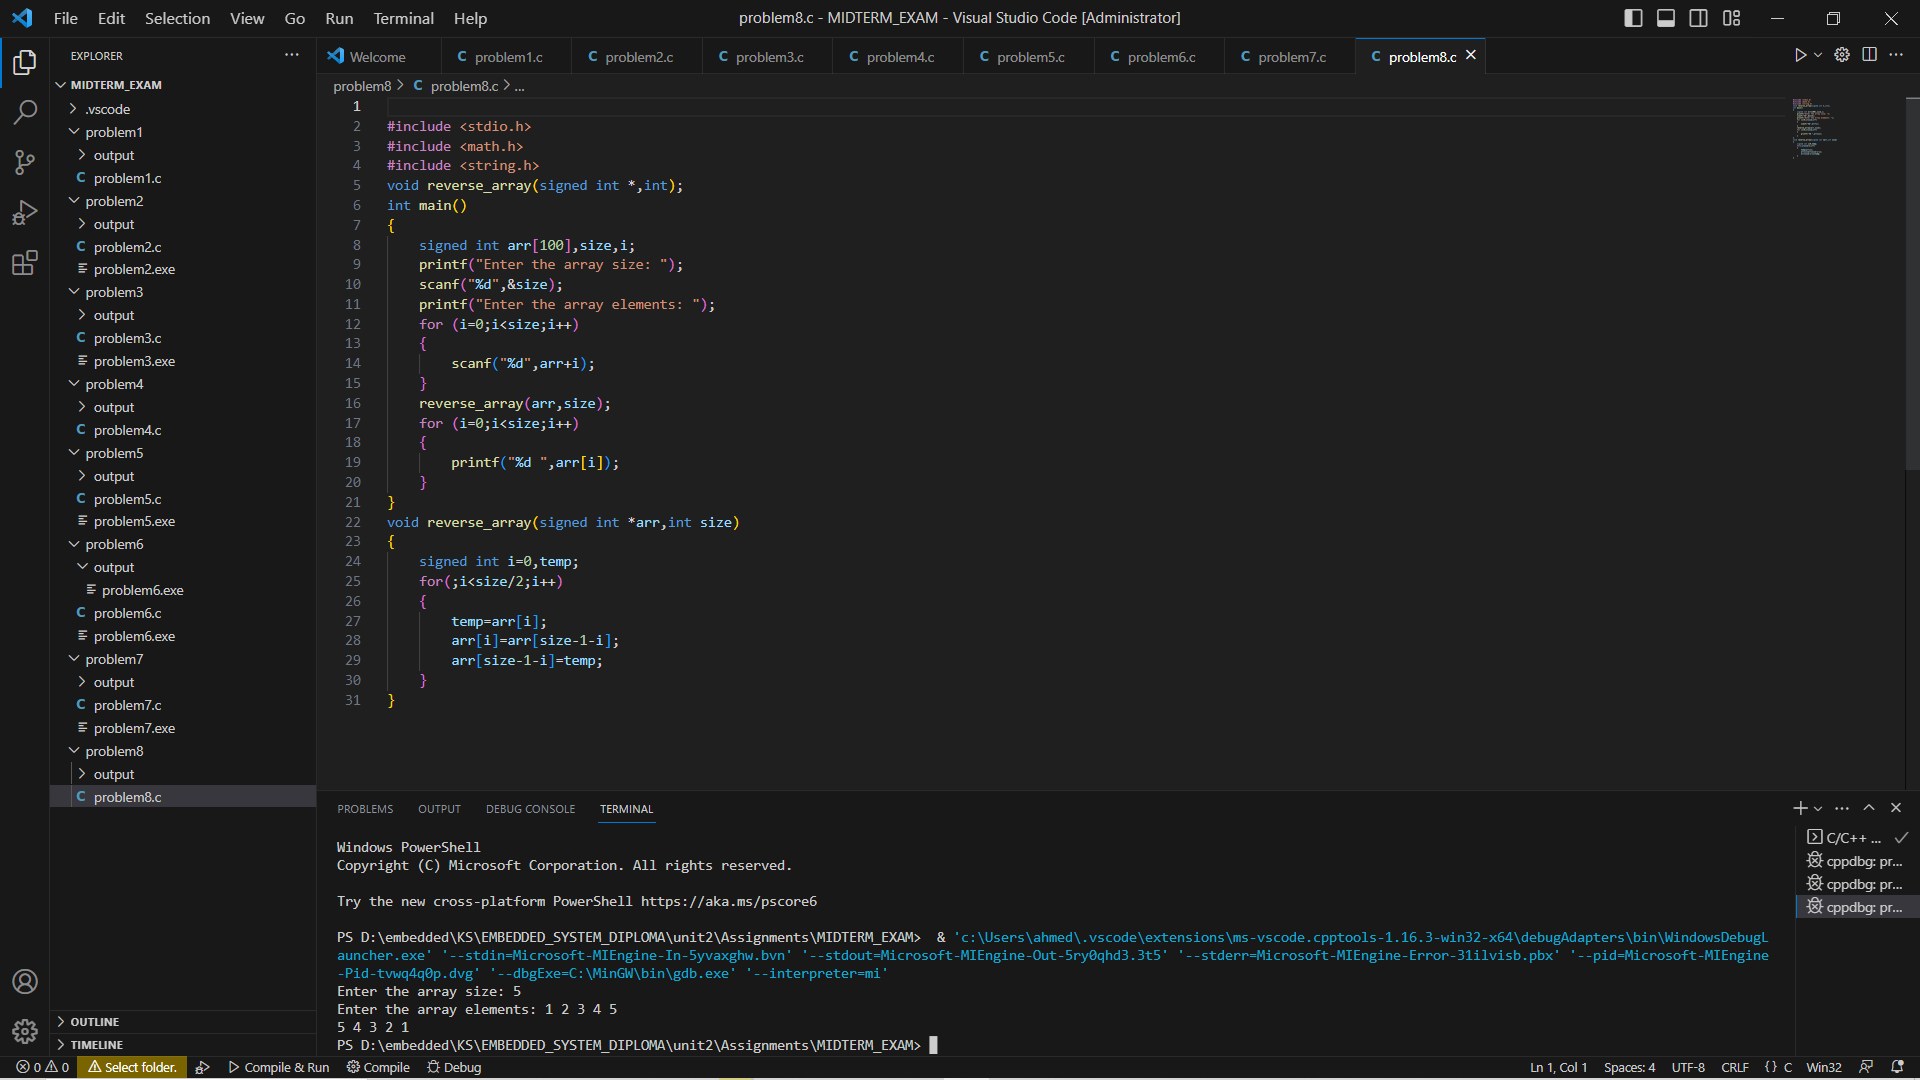 File Edit Selection View Go Run Terminal Help
problem8.c - MIDTERM_EXAM - Visual Studio Code [Administrator]
EXPLORER
MIDTERM_EXAM
.vscode
problem1
output
C problem1.c
problem2
output
C problem2.c
problem2.exe
problem3
output
C problem3.c
problem3.exe
problem4
output
C problem4.c
problem5
output
C problem5.c
problem5.exe
problem6
output
problem6.exe
C problem6.c
problem6.exe
problem7
output
C problem7.c
problem7.exe
problem8
output
C problem8.c
OUTLINE
TIMELINE
Welcome C problem1.c C problem2.c C problem3.c C problem4.c C problem5.c C problem6.c C problem7.c C problem8.c
problem8 > C problem8.c > ...
1
2 #include <stdio.h>
3 #include <math.h>
4 #include <string.h>
5 void reverse_array(signed int *,int);
6 int main()
7 {
8 signed int arr[100],size,i;
9 printf("Enter the array size: ");
10 scanf("%d",&size);
11 printf("Enter the array elements: ");
12 for (i=0;i<size;i++)
13 {
14 scanf("%d",arr+i);
15 }
16 reverse_array(arr,size);
17 for (i=0;i<size;i++)
18 {
19 printf("%d ",arr[i]);
20 }
21 }
22 void reverse_array(signed int *arr,int size)
23 {
24 signed int i=0,temp;
25 for(;i<size/2;i++)
26 {
27 temp=arr[i];
28 arr[i]=arr[size-1-i];
29 arr[size-1-i]=temp;
30 }
31 }
PROBLEMS OUTPUT DEBUG CONSOLE TERMINAL
Windows PowerShell
Copyright (C) Microsoft Corporation. All rights reserved.
Try the new cross-platform PowerShell https://aka.ms/pscore6
PS D:\embedded\KS\EMBEDDED_SYSTEM_DIPLOMA\unit2\Assignments\MIDTERM_EXAM> & 'c:\Users\ahmed\.vscode\extensions\ms-vscode.cpptools-1.16.3-win32-x64\debugAdapters\bin\WindowsDebugL
auncher.exe' '--stdin=Microsoft-MIEngine-In-5yvaxghw.bvn' '--stdout=Microsoft-MIEngine-Out-5ry0qhd3.3t5' '--stderr=Microsoft-MIEngine-Error-31ilvisb.pbx' '--pid=Microsoft-MIEngine
-Pid-tvwq4q0p.dvg' '--dbgExe=C:\MinGW\bin\gdb.exe' '--interpreter=mi'
Enter the array size: 5
Enter the array elements: 1 2 3 4 5
5 4 3 2 1
PS D:\embedded\KS\EMBEDDED_SYSTEM_DIPLOMA\unit2\Assignments\MIDTERM_EXAM>
C/C++ ...
cppdbg: pr...
cppdbg: pr...
cppdbg: pr...
0 0 Select folder. Compile & Run Compile Debug Ln 1, Col 1 Spaces: 4 UTF-8 CRLF {} C Win32